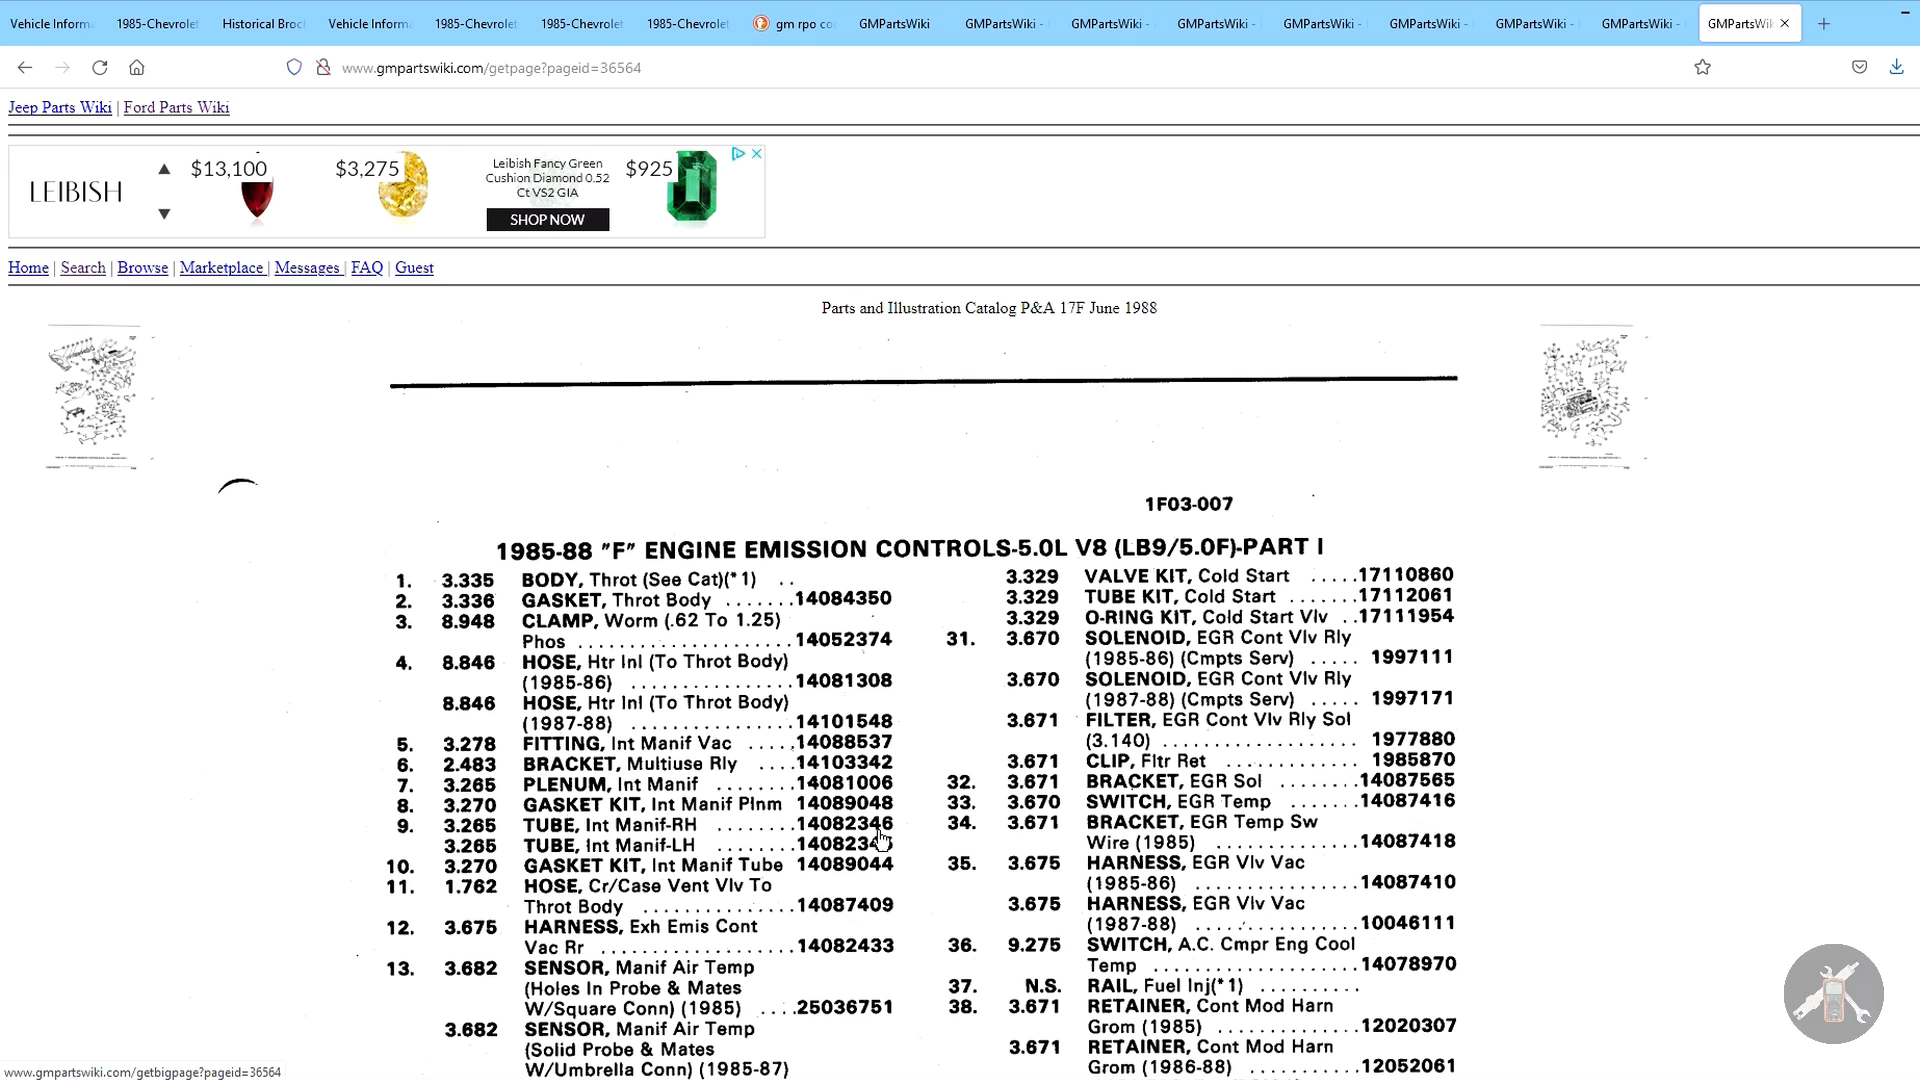 Vehicle Informa
1985-Chevrolet
Historical Broc
Vehicle Informa
1985-Chevrolet
1985-Chevrolet
1985-Chevrolet
gm rpo co
GMPartsWiki
GMPartsWiki -
GMPartsWiki -
GMPartsWiki -
GMPartsWiki -
GMPartsWiki -
GMPartsWiki -
GMPartsWiki -
GMPartsWi
www.gmpartswiki.com/getpage?pageid=36564
Jeep Parts Wiki | Ford Parts Wiki
LEIBISH
$13,100
$3,275
Leibish Fancy Green
Cushion Diamond 0.52
Ct VS2 GIA
SHOP NOW
$925
Home | Search | Browse | Marketplace | Messages | FAQ | Guest
Parts and Illustration Catalog P&A 17F June 1988
1F03-007
1985-88 "F" ENGINE EMISSION CONTROLS-5.0L V8 (LB9/5.0F)-PART I
1. 3.335 BODY, Throt (See Cat)(*1) ..
2. 3.336 GASKET, Throt Body .......14084350
3. 8.948 CLAMP, Worm (.62 To 1.25)
Phos ................14052374
4. 8.846 HOSE, Htr Inl (To Throt Body)
(1985-86) ................14081308
8.846 HOSE, Htr Inl (To Throt Body)
(1987-88) ................14101548
5. 3.278 FITTING, Int Manif Vac .....14088537
6. 2.483 BRACKET, Multiuse Rly ....14103342
7. 3.265 PLENUM, Int Manif ........14081006
8. 3.270 GASKET KIT, Int Manif Plnm 14089048
9. 3.265 TUBE, Int Manif-RH ........14082346
3.265 TUBE, Int Manif-LH ........140823
10. 3.270 GASKET KIT, Int Manif Tube 14089044
11. 1.762 HOSE, Cr/Case Vent Vlv To
Throt Body ............14087409
12. 3.675 HARNESS, Exh Emis Cont
Vac Rr ................14082433
13. 3.682 SENSOR, Manif Air Temp
(Holes In Probe & Mates
W/Square Conn) (1985) ....25036751
3.682 SENSOR, Manif Air Temp
(Solid Probe & Mates
W/Umbrella Conn) (1985-87)
3.329 VALVE KIT, Cold Start .....17110860
3.329 TUBE KIT, Cold Start .......17112061
3.329 O-RING KIT, Cold Start Vlv ..17111954
31. 3.670 SOLENOID, EGR Cont Vlv Rly
(1985-86) (Cmpts Serv) ..... 1997111
3.670 SOLENOID, EGR Cont Vlv Rly
(1987-88) (Cmpts Serv) ..... 1997171
3.671 FILTER, EGR Cont Vlv Rly Sol
(3.140) ................ 1977880
3.671 CLIP, Fltr Ret ............ 1985870
32. 3.671 BRACKET, EGR Sol ........14087565
33. 3.670 SWITCH, EGR Temp .......14087416
34. 3.671 BRACKET, EGR Temp Sw
Wire (1985) .............14087418
35. 3.675 HARNESS, EGR Vlv Vac
(1985-86) ...............14087410
3.675 HARNESS, EGR Vlv Vac
(1987-88) ...............10046111
36. 9.275 SWITCH, A.C. Cmpr Eng Cool
Temp .................14078970
37. N.S. RAIL, Fuel Inj(*1) ..........
38. 3.671 RETAINER, Cont Mod Harn
Grom (1985) .............12020307
3.671 RETAINER, Cont Mod Harn
Grom (1986-88) ...........12052061
www.gmpartswiki.com/getbigpage?pageid=36564